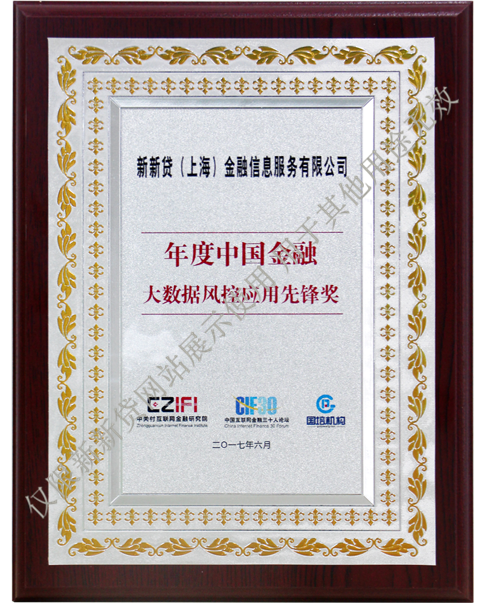 新新贷（上海）金融信息服务有限公司
年度中国金融
大数据风控应用先锋奖
CZIFI
中关村互联网金融研究院
Zhongguancun Internet Finance Institute
CIF30
中国互联网金融三十人论坛
China Internet Finance 30 Forum
国培机构
二〇一七年六月
仅限新新贷网站展示使用 用于其他用途无效